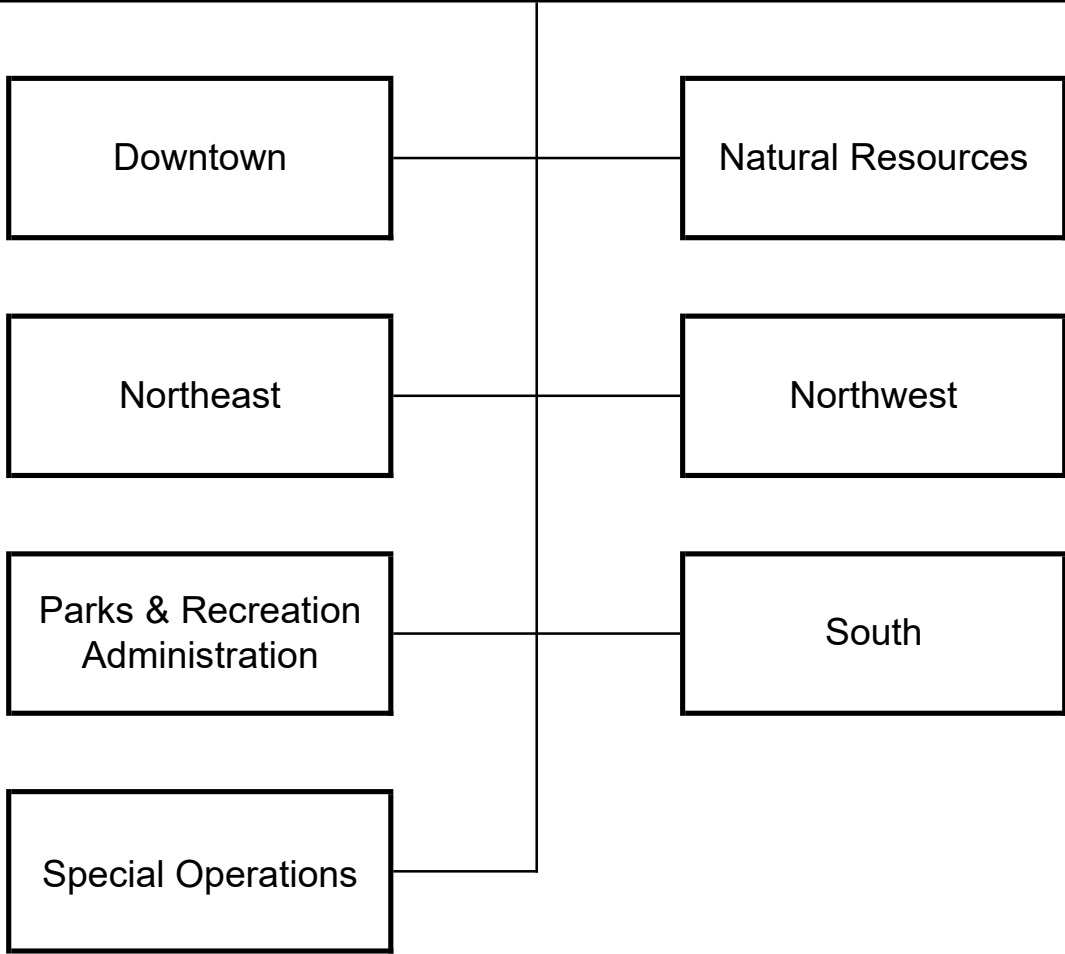 Downtown
Natural Resources
Northeast
Northwest
Parks & Recreation
Administration
South
Special Operations